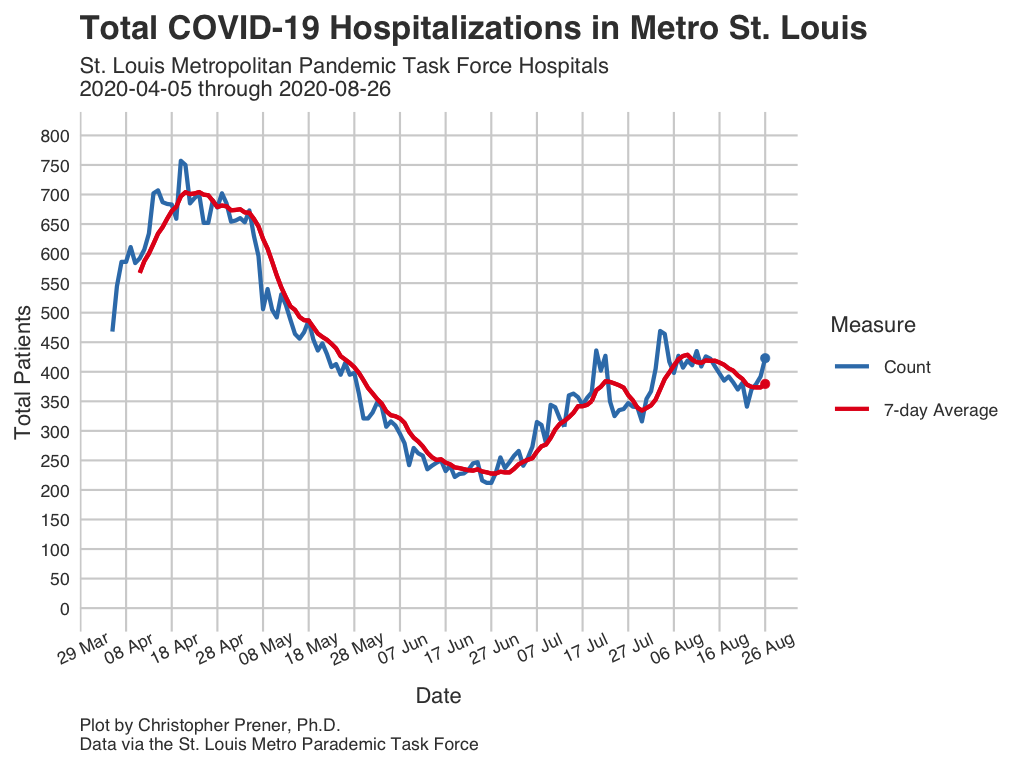 Total COVID-19 Hospitalizations in Metro St. Louis
St. Louis Metropolitan Pandemic Task Force Hospitals
2020-04-05 through 2020-08-26
800
750
700
650
600
550
500
450
400
350
300
250
200
150
100
50
0
Total Patients
29 Mar
08 Apr
18 Apr
28 Apr
08 May
18 May
28 May
07 Jun
17 Jun
27 Jun
07 Jul
17 Jul
27 Jul
06 Aug
16 Aug
26 Aug
Date
Measure
Count
7-day Average
Plot by Christopher Prener, Ph.D.
Data via the St. Louis Metro Parademic Task Force